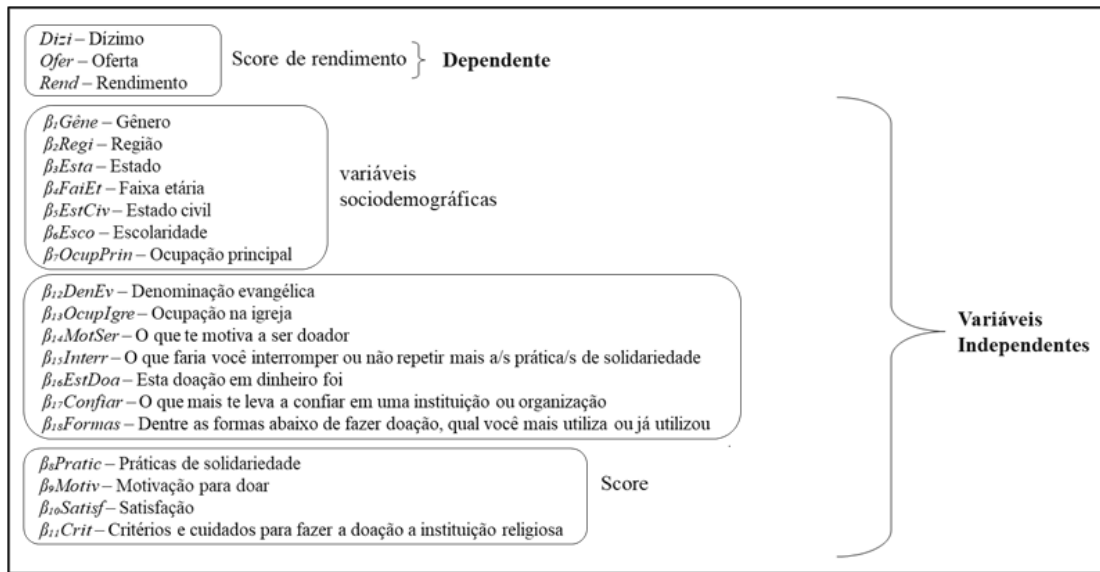 Dizi – Dízimo
Ofer – Oferta
Rend – Rendimento
Score de rendimento
Dependente
β₁Gêne – Gênero
β₂Regi – Região
β₃Esta – Estado
β₄FaiEt – Faixa etária
β₅EstCiv – Estado civil
β₆Esco – Escolaridade
β₇OcupPrin – Ocupação principal
variáveis
sociodemográficas
β₁₂DenEv – Denominação evangélica
β₁₃OcupIgre – Ocupação na igreja
β₁₄MotSer – O que te motiva a ser doador
β₁₅Interr – O que faria você interromper ou não repetir mais a/s prática/s de solidariedade
β₁₆EstDoa – Esta doação em dinheiro foi
β₁₇Confiar – O que mais te leva a confiar em uma instituição ou organização
β₁₈Formas – Dentre as formas abaixo de fazer doação, qual você mais utiliza ou já utilizou
β₈Pratic – Práticas de solidariedade
β₉Motiv – Motivação para doar
β₁₀Satisf – Satisfação
β₁₁Crit – Critérios e cuidados para fazer a doação a instituição religiosa
Score
Variáveis
Independentes